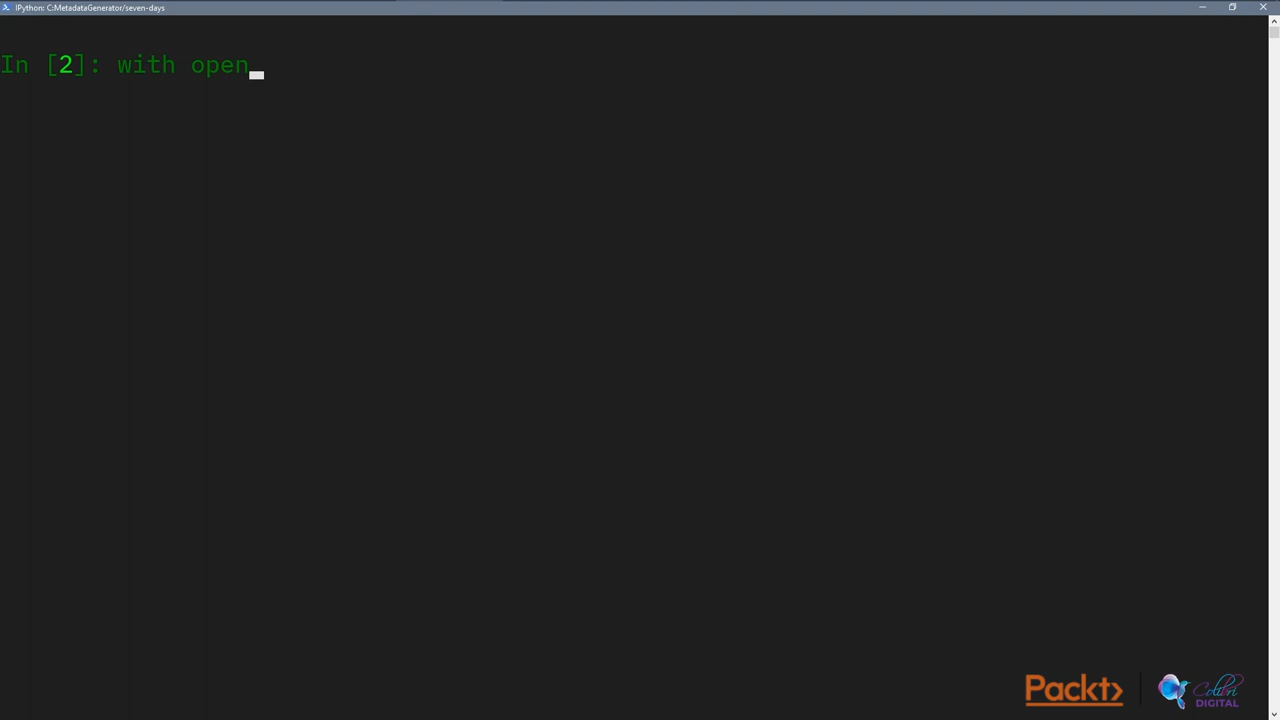 IPython: C:MetadataGenerator/seven-days
In [2]: with open
Packt
Colibri
DIGITAL